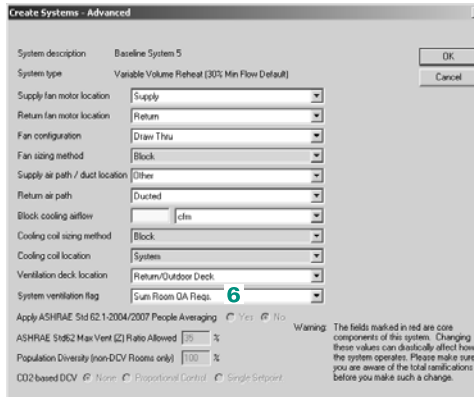 Create Systems - Advanced
System description Baseline System 5
OK
System type Variable Volume Reheat (30% Min Flow Default)
Cancel
Supply fan motor location Supply
Return fan motor location Return
Fan configuration Draw Thru
Fan sizing method Block
Supply air path / duct location Other
Return air path Ducted
Block cooling airflow cfm
Cooling coil sizing method Block
Cooling coil location System
Ventilation deck location Return/Outdoor Deck
System ventilation flag Sum Room OA Reqs. 6
Apply ASHRAE Std 62.1-2004/2007 People Averaging Yes No
ASHRAE Std62 Max Vent (Z) Ratio Allowed 35 %
Population Diversity (non-DCV Rooms only) 100 %
CO2-based DCV None Proportional Control Single Setpoint
Warning: The fields marked in red are core
components of this system. Changing
these values can drastically affect how
the system operates. Please make sure
you are aware of the total ramifications
before you make such a change.